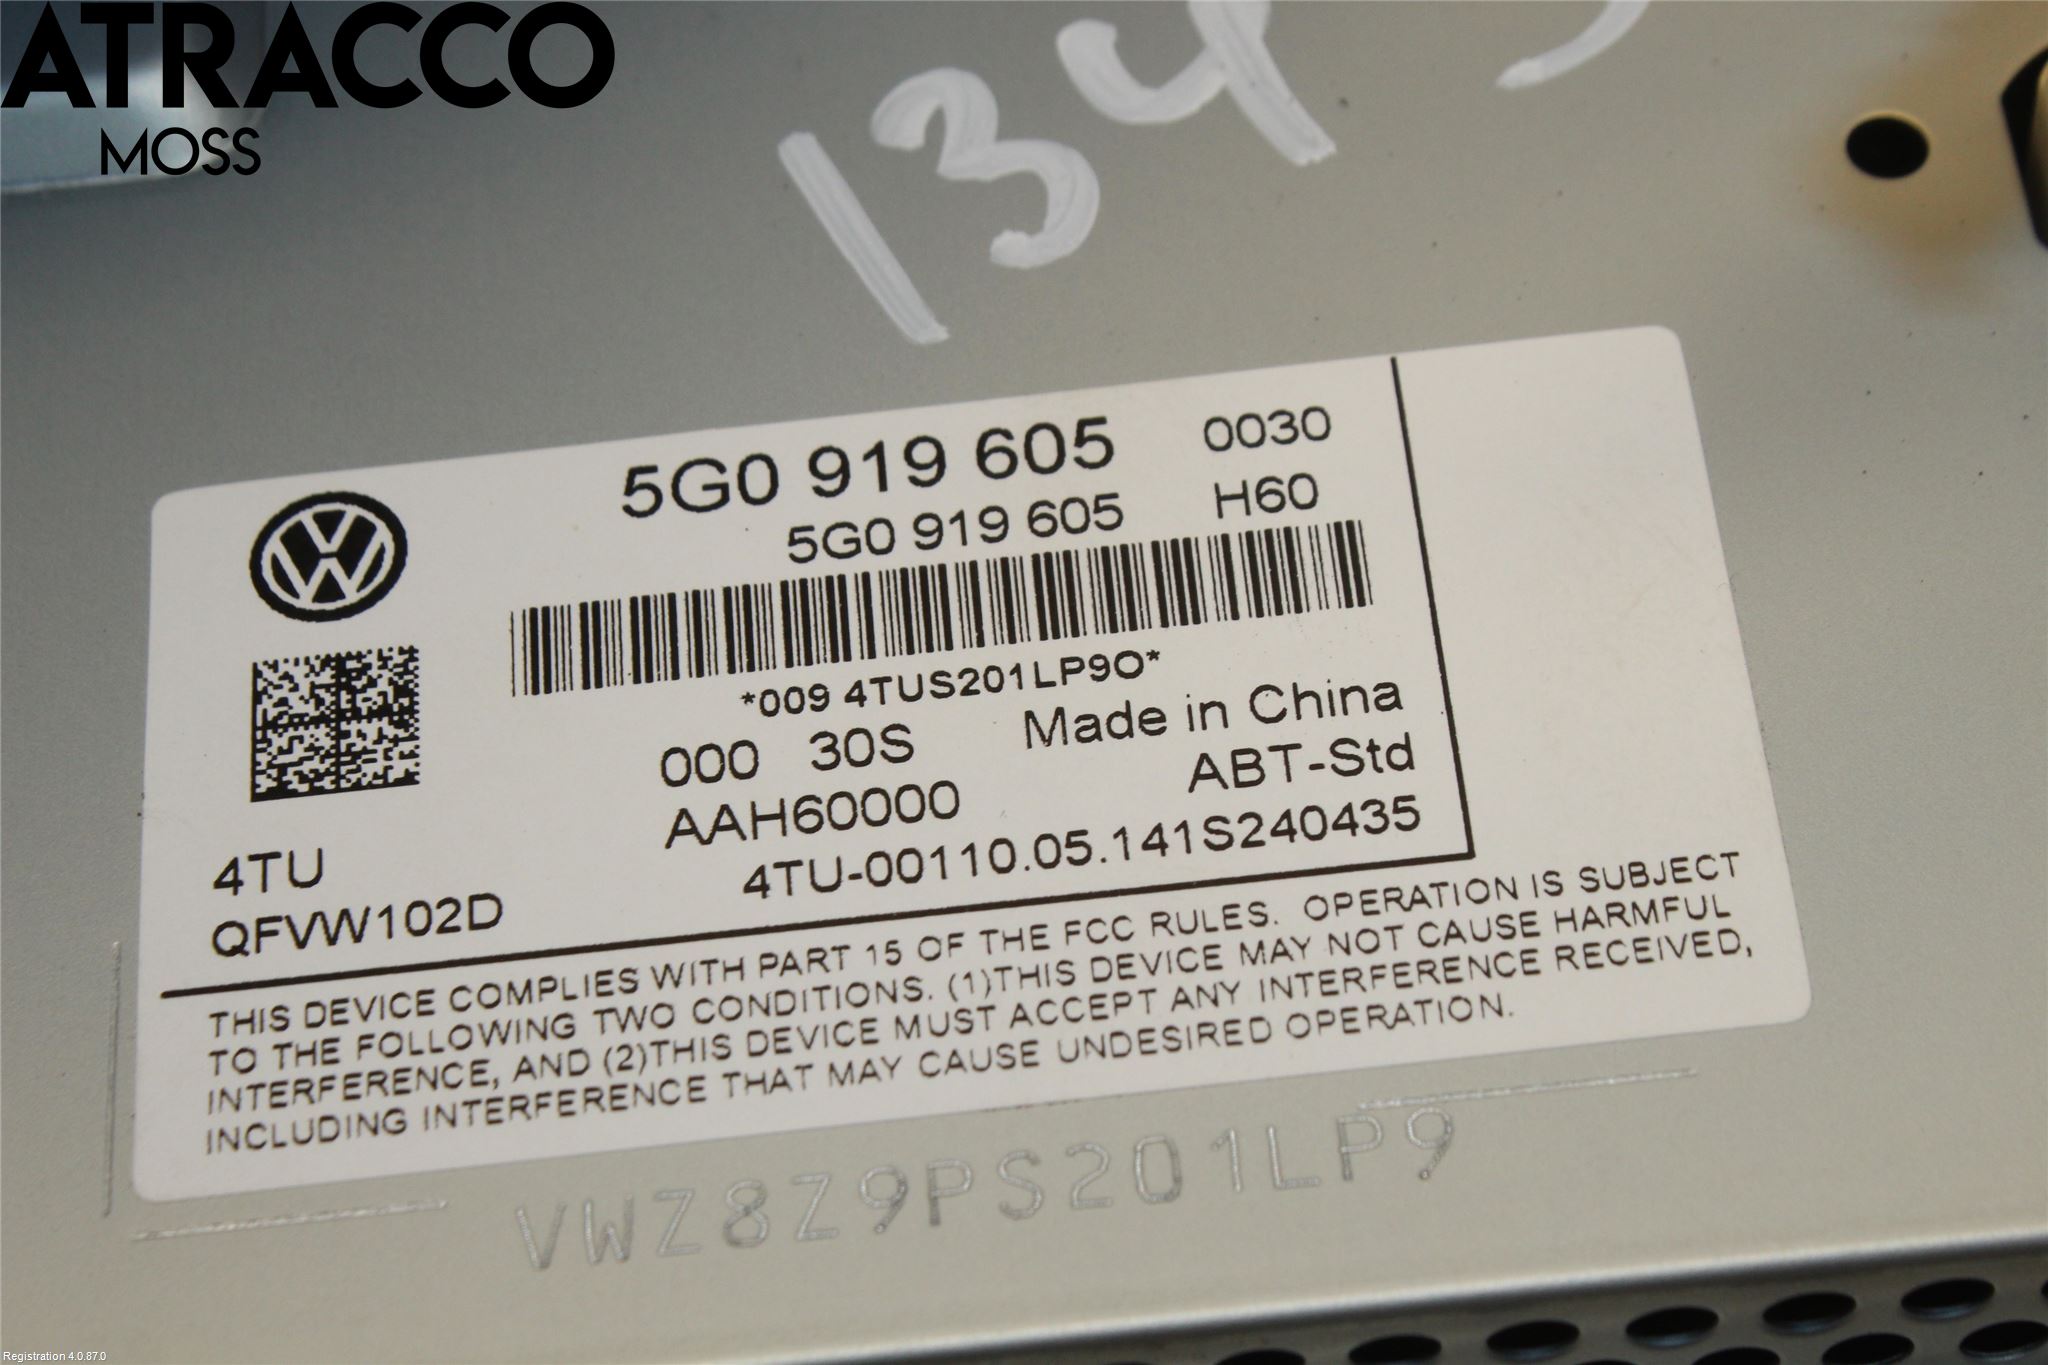 ATRACCO
MOSS
134
5G0 919 605 0030
5G0 919 605 H60
*009 4TUS201LP9O*
000 30S Made in China
AAH60000 ABT-Std
4TU 4TU-00110.05.141S240435
QFVW102D
THIS DEVICE COMPLIES WITH PART 15 OF THE FCC RULES. OPERATION IS SUBJECT
TO THE FOLLOWING TWO CONDITIONS. (1)THIS DEVICE MAY NOT CAUSE HARMFUL
INTERFERENCE, AND (2)THIS DEVICE MUST ACCEPT ANY INTERFERENCE RECEIVED,
INCLUDING INTERFERENCE THAT MAY CAUSE UNDESIRED OPERATION.
VWZ8Z9PS201LP9
Registration 4.0.87.0